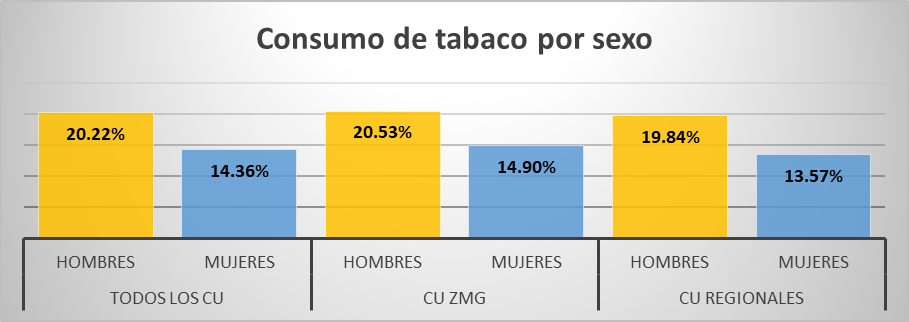 Consumo de tabaco por sexo
20.22%
14.36%
20.53%
14.90%
19.84%
13.57%
HOMBRES
MUJERES
HOMBRES
MUJERES
HOMBRES
MUJERES
TODOS LOS CU
CU ZMG
CU REGIONALES